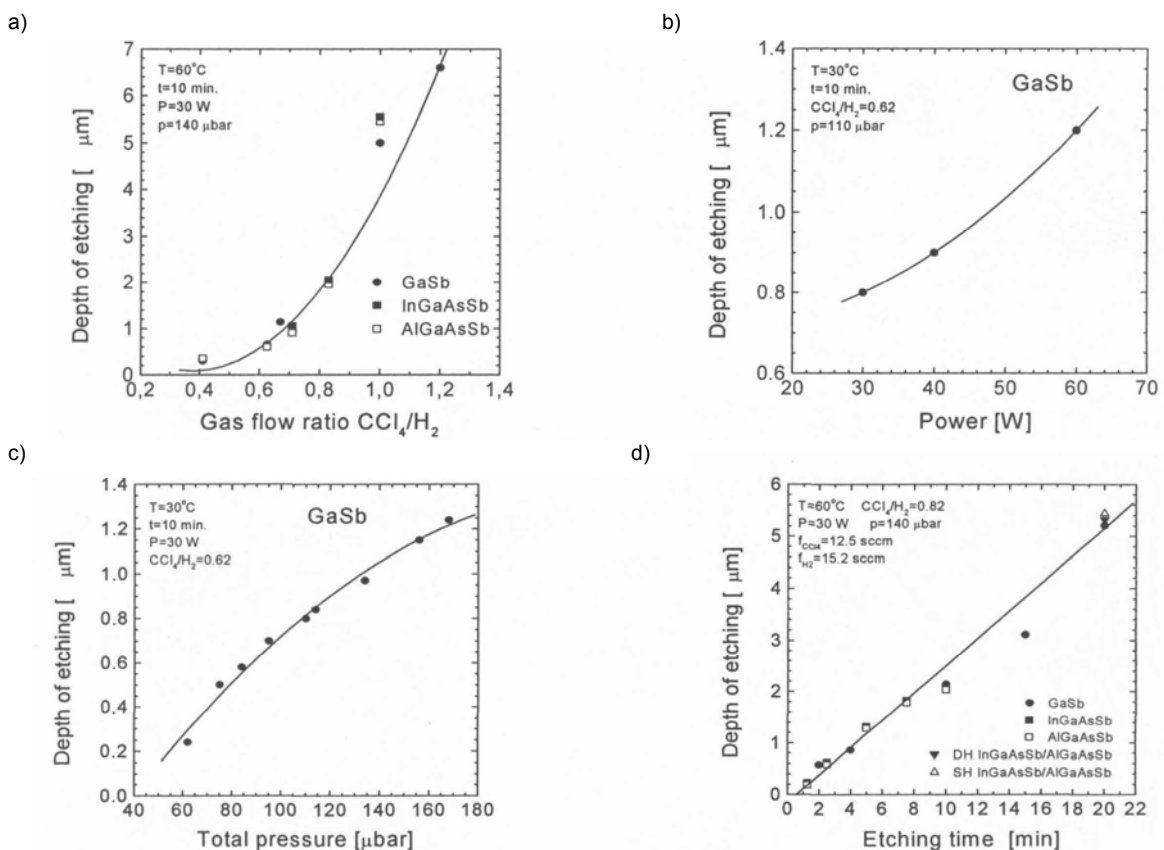 a)
7
6
5
4
3
2
1
0
0,2 0,4 0,6 0,8 1,0 1,2 1,4
Depth of etching [ μm]
Gas flow ratio CCl₄/H₂
T=60°C
t=10 min.
P=30 W
p=140 μbar
GaSb
InGaAsSb
AlGaAsSb
b)
1.4
1.2
1.0
0.8
0.6
20 30 40 50 60 70
Depth of etching [ μm]
Power [W]
T=30°C
t=10 min.
CCl₄/H₂=0.62
p=110 μbar
GaSb
c)
1.4
1.2
1.0
0.8
0.6
0.4
0.2
0.0
40 60 80 100 120 140 160 180
Depth of etching [ μm]
Total pressure [μbar]
T=30°C
t=10 min.
P=30 W
CCl₄/H₂=0.62
GaSb
d)
6
5
4
3
2
1
0
0 2 4 6 8 10 12 14 16 18 20 22
Depth of etching [ μm]
Etching time [min]
T=60°C CCl₄/H₂=0.82
P=30 W p=140 μbar
f_CCl4=12.5 sccm
f_H2=15.2 sccm
GaSb
InGaAsSb
AlGaAsSb
DH InGaAsSb/AlGaAsSb
SH InGaAsSb/AlGaAsSb